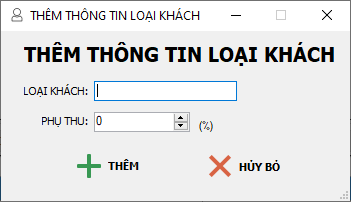 THÊM THÔNG TIN LOẠI KHÁCH
THÊM THÔNG TIN LOẠI KHÁCH
LOẠI KHÁCH:
PHỤ THU: 0 (%)
THÊM HỦY BỎ